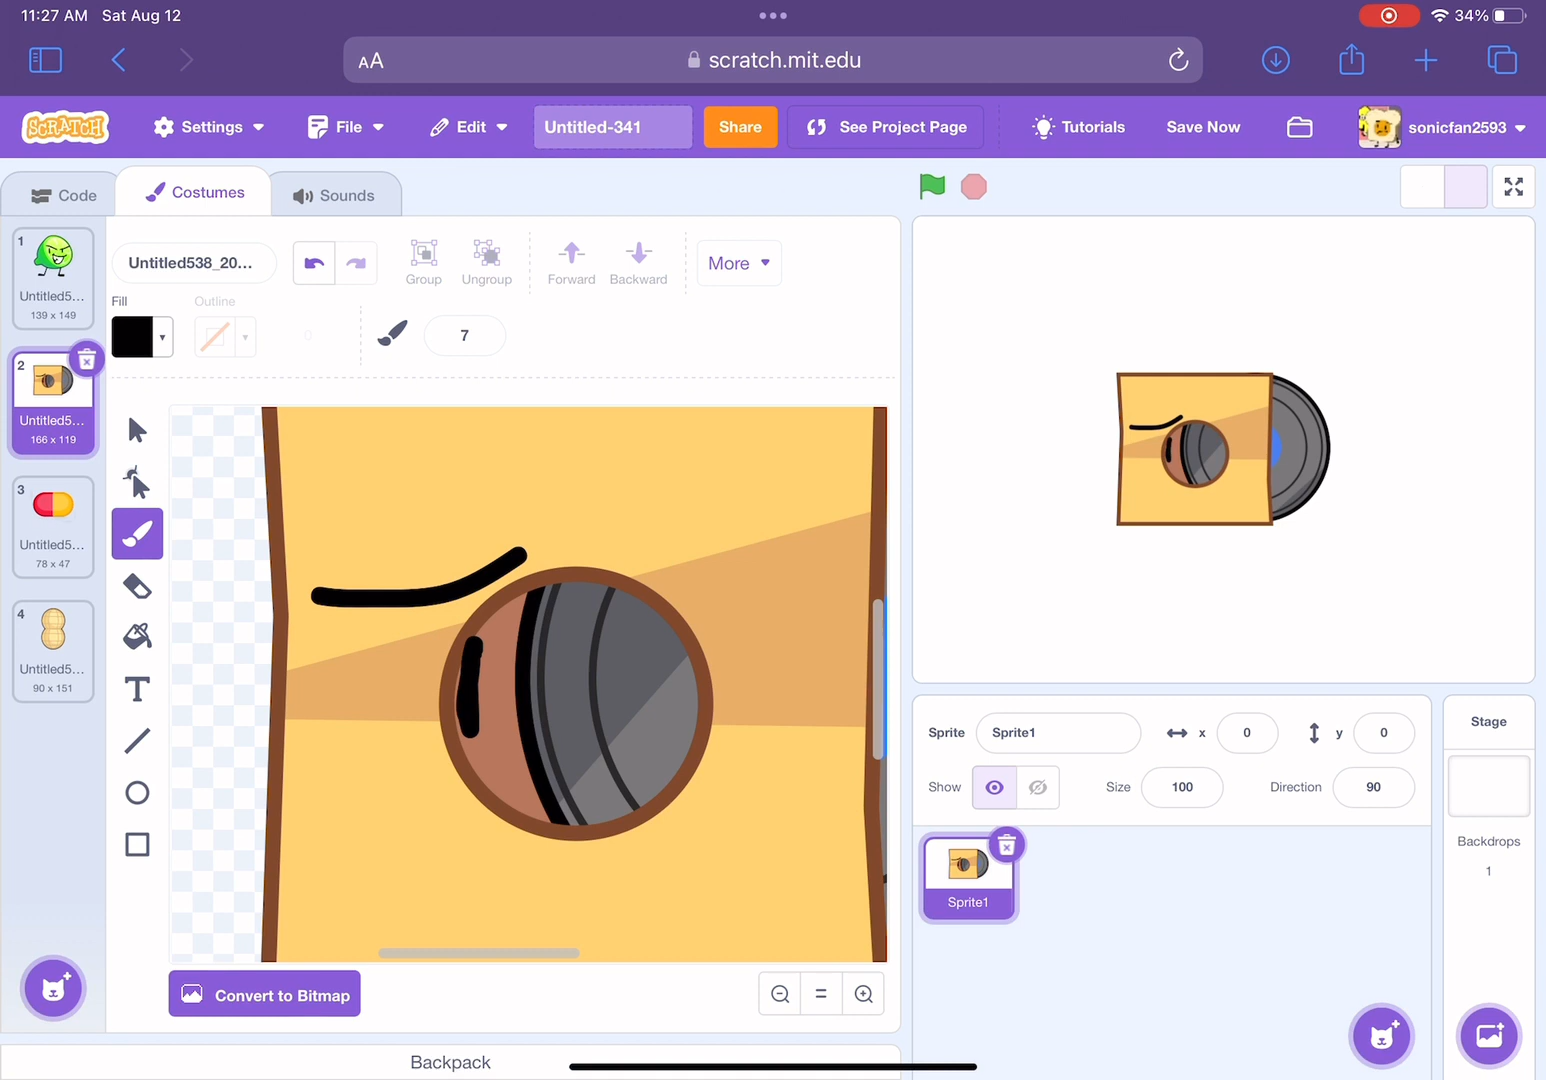 11:27 AM Sat Aug 12
34%
AA
scratch.mit.edu
SCRATCH
Settings
File
Edit
Untitled-341
Share
See Project Page
Tutorials
Save Now
sonicfan2593
Code
Costumes
Sounds
1
Untitled5...
139 x 149
2
Untitled5...
166 x 119
3
Untitled5...
78 x 47
4
Untitled5...
90 x 151
Untitled538_20...
Group
Ungroup
Forward
Backward
More
Fill
Outline
0
7
T
Convert to Bitmap
=
Backpack
Sprite
Sprite1
x
0
y
0
Show
Size
100
Direction
90
Sprite1
Stage
Backdrops
1